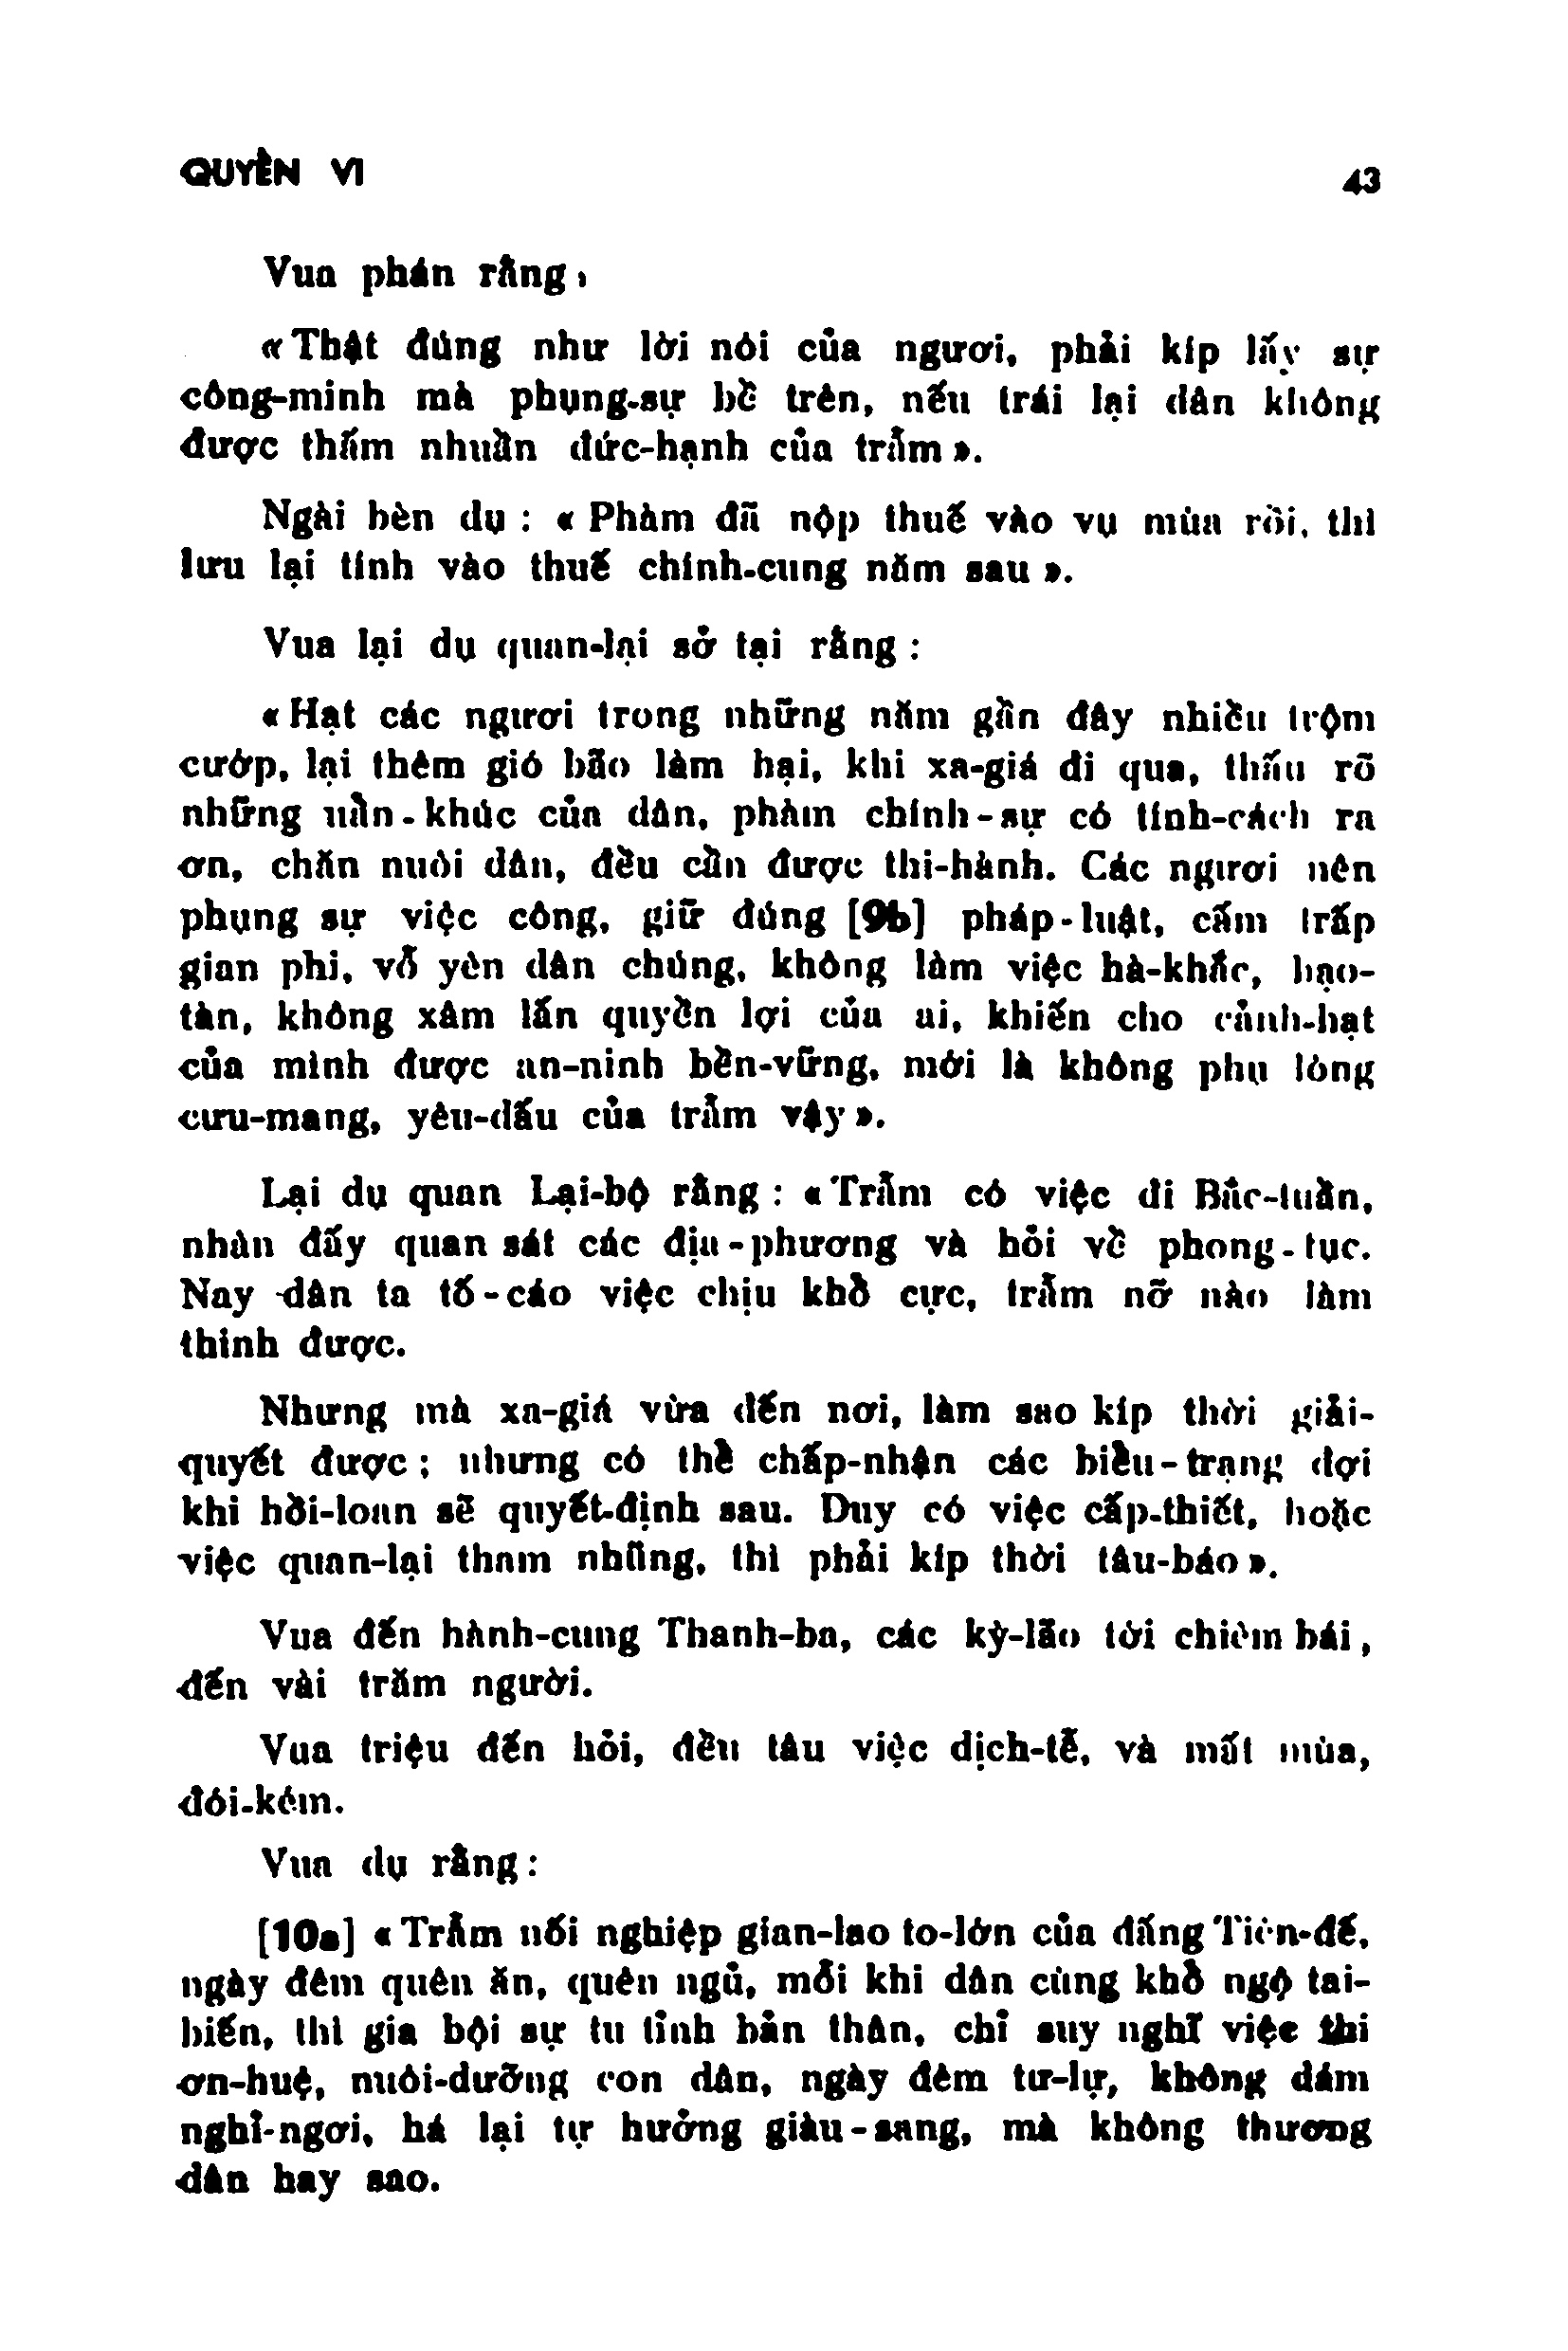 QUYỀN VI
43
Vua phán rằng :
« Thật đúng như lời nói của ngươi, phải kíp lấy sự
công-minh mà phụng-sự bề trên, nếu trái lại dân không
được thấm nhuần đức-hạnh của trẫm ».
Ngài bèn dụ : « Phàm đã nộp thuế vào vụ mùa rồi, thì
lưu lại tính vào thuế chính-cung năm sau ».
Vua lại dụ quan-lại sở tại rằng :
« Hạt các ngươi trong những năm gần đây nhiều trộm
cướp, lại thêm gió bão làm hại, khi xa-giá đi qua, thấu rõ
những uẩn-khúc của dân, phàm chính-sự có tính-cách ra
ơn, chăn nuôi dân, đều cần được thi-hành. Các ngươi nên
phụng sự việc công, giữ đúng [9b] pháp-luật, cấm trấp
gian phi, vỗ yên dân chúng, không làm việc hà-khắc, bạo-
tàn, không xâm lấn quyền lợi của ai, khiến cho cảnh-hạt
của mình được an-ninh bền-vững, mới là không phụ lòng
cưu-mang, yêu-dấu của trẫm vậy ».
Lại dụ quan Lại-bộ rằng : « Trẫm có việc đi Bắc-tuần,
nhân đấy quan sát các địa-phương và hỏi về phong-tục.
Nay dân ta tố-cáo việc chịu khổ cực, trẫm nỡ nào làm
thinh được.
Nhưng mà xa-giá vừa đến nơi, làm sao kíp thời giải-
quyết được ; nhưng có thể chấp-nhận các biểu-trạng đợi
khi hồi-loan sẽ quyết-định sau. Duy có việc cấp-thiết, hoặc
việc quan-lại tham nhũng, thì phải kíp thời tâu-báo ».
Vua đến hành-cung Thanh-ba, các kỳ-lão tới chiêm bái,
đến vài trăm người.
Vua triệu đến hỏi, đều tâu việc dịch-tễ, và mất mùa,
đói-kém.
Vua dụ rằng :
[10a] « Trẫm nối nghiệp gian-lao to-lớn của đấng Tiên-đế,
ngày đêm quên ăn, quên ngủ, mỗi khi dân cùng khổ ngộ tai-
biến, thì gia bội sự tu tỉnh bản thân, chỉ suy nghĩ việc thi
ơn-huệ, nuôi-dưỡng con dân, ngày đêm tư-lự, không dám
nghỉ-ngơi, há lại tự hưởng giàu-sang, mà không thương
dân hay sao.